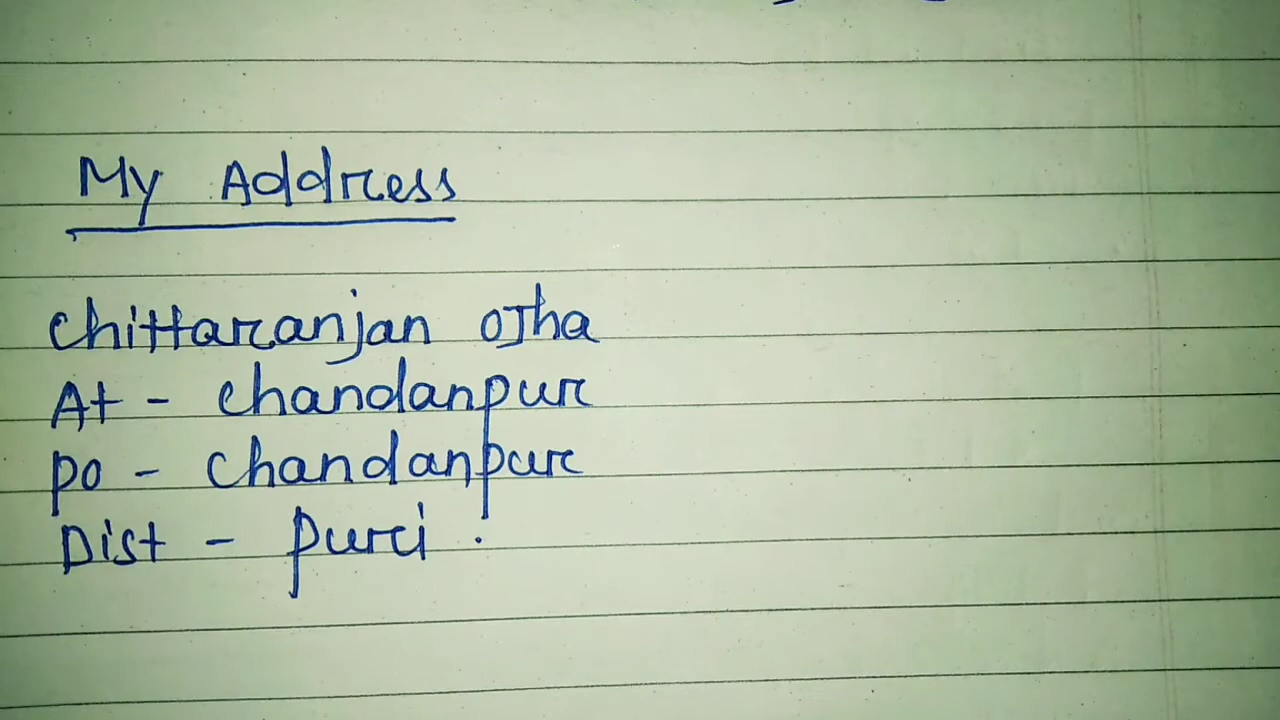 My Address
Chittaranjan OJha
At - Chandanpur
po - Chandanpur
Dist - Puri.